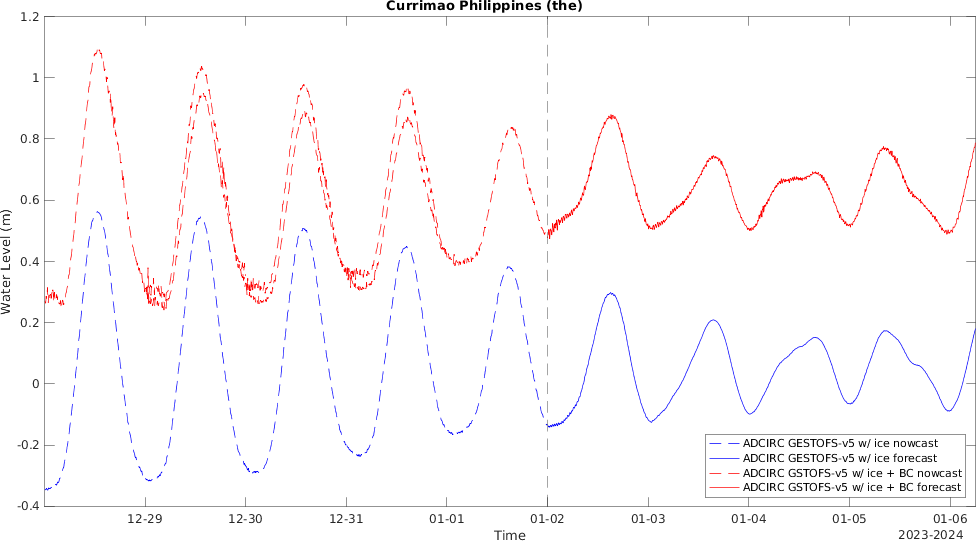 Currimao Philippines (the)
1.2
1
0.8
0.6
0.4
0.2
0
-0.2
-0.4
Water Level (m)
12-29 12-30 12-31 01-01 01-02 01-03 01-04 01-05 01-06
Time
2023-2024
ADCIRC GESTOFS-v5 w/ ice nowcast
ADCIRC GESTOFS-v5 w/ ice forecast
ADCIRC GSTOFS-v5 w/ ice + BC nowcast
ADCIRC GSTOFS-v5 w/ ice + BC forecast